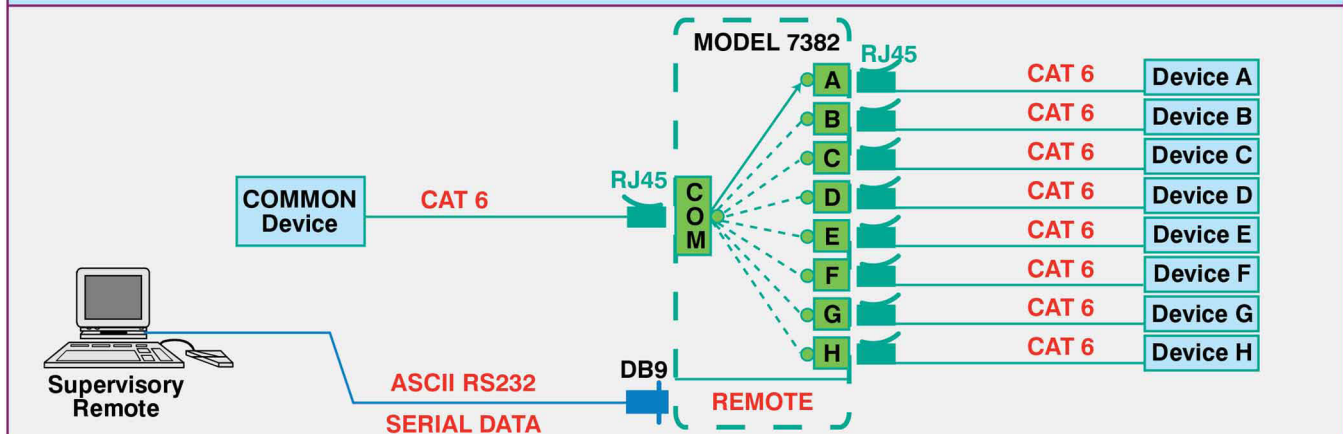 MODEL 7382
RJ45
A
CAT 6
Device A
B
CAT 6
Device B
C
CAT 6
Device C
D
CAT 6
Device D
E
CAT 6
Device E
F
CAT 6
Device F
G
CAT 6
Device G
H
CAT 6
Device H
COMMON
Device
CAT 6
RJ45
COM
Supervisory
Remote
ASCII RS232
SERIAL DATA
DB9
REMOTE